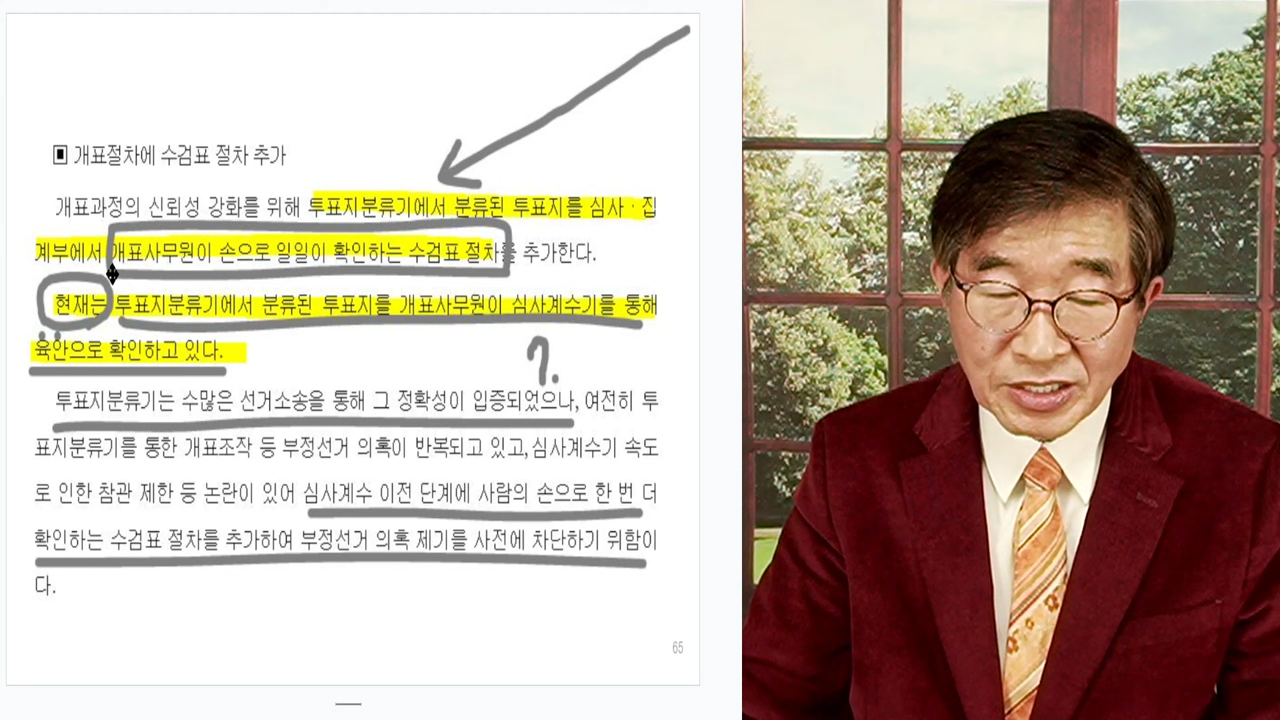 ▣ 개표절차에 수검표 절차 추가
개표과정의 신뢰성 강화를 위해 투표지분류기에서 분류된 투표지를 심사·집
계부에서 개표사무원이 손으로 일일이 확인하는 수검표 절차를 추가한다.
현재는 투표지분류기에서 분류된 투표지를 개표사무원이 심사계수기를 통해
육안으로 확인하고 있다.
?
투표지분류기는 수많은 선거소송을 통해 그 정확성이 입증되었으나, 여전히 투
표지분류기를 통한 개표조작 등 부정선거 의혹이 반복되고 있고, 심사계수기 속도
로 인한 참관 제한 등 논란이 있어 심사계수 이전 단계에 사람의 손으로 한 번 더
확인하는 수검표 절차를 추가하여 부정선거 의혹 제기를 사전에 차단하기 위함이
다.
65